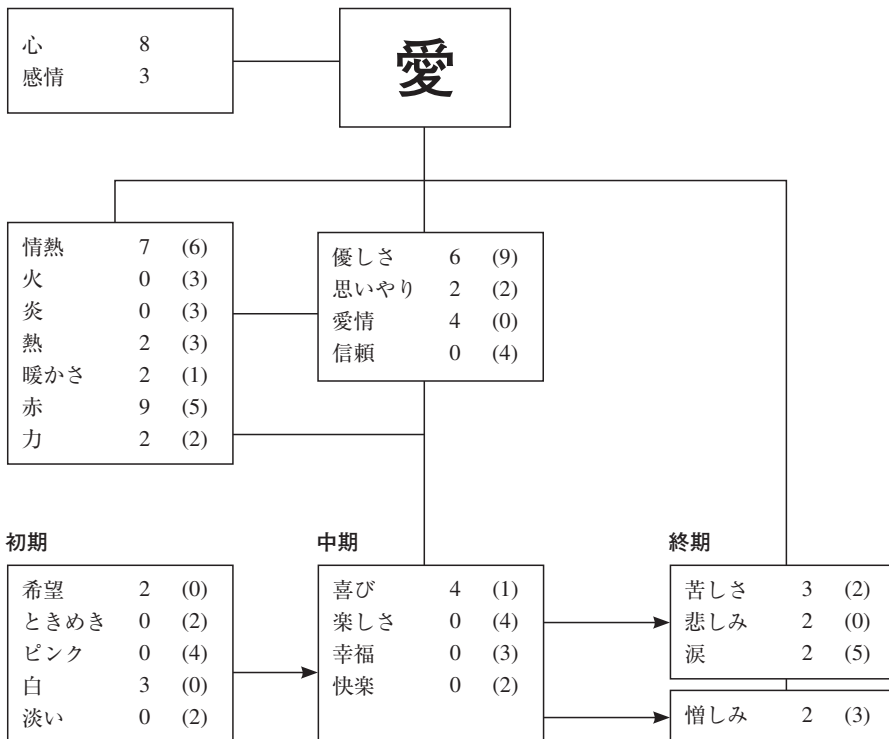 心 8
感情 3
愛
情熱 7 (6)
火 0 (3)
炎 0 (3)
熱 2 (3)
暖かさ 2 (1)
赤 9 (5)
力 2 (2)
優しさ 6 (9)
思いやり 2 (2)
愛情 4 (0)
信頼 0 (4)
初期
希望 2 (0)
ときめき 0 (2)
ピンク 0 (4)
白 3 (0)
淡い 0 (2)
中期
喜び 4 (1)
楽しさ 0 (4)
幸福 0 (3)
快楽 0 (2)
終期
苦しさ 3 (2)
悲しみ 2 (0)
涙 2 (5)
憎しみ 2 (3)